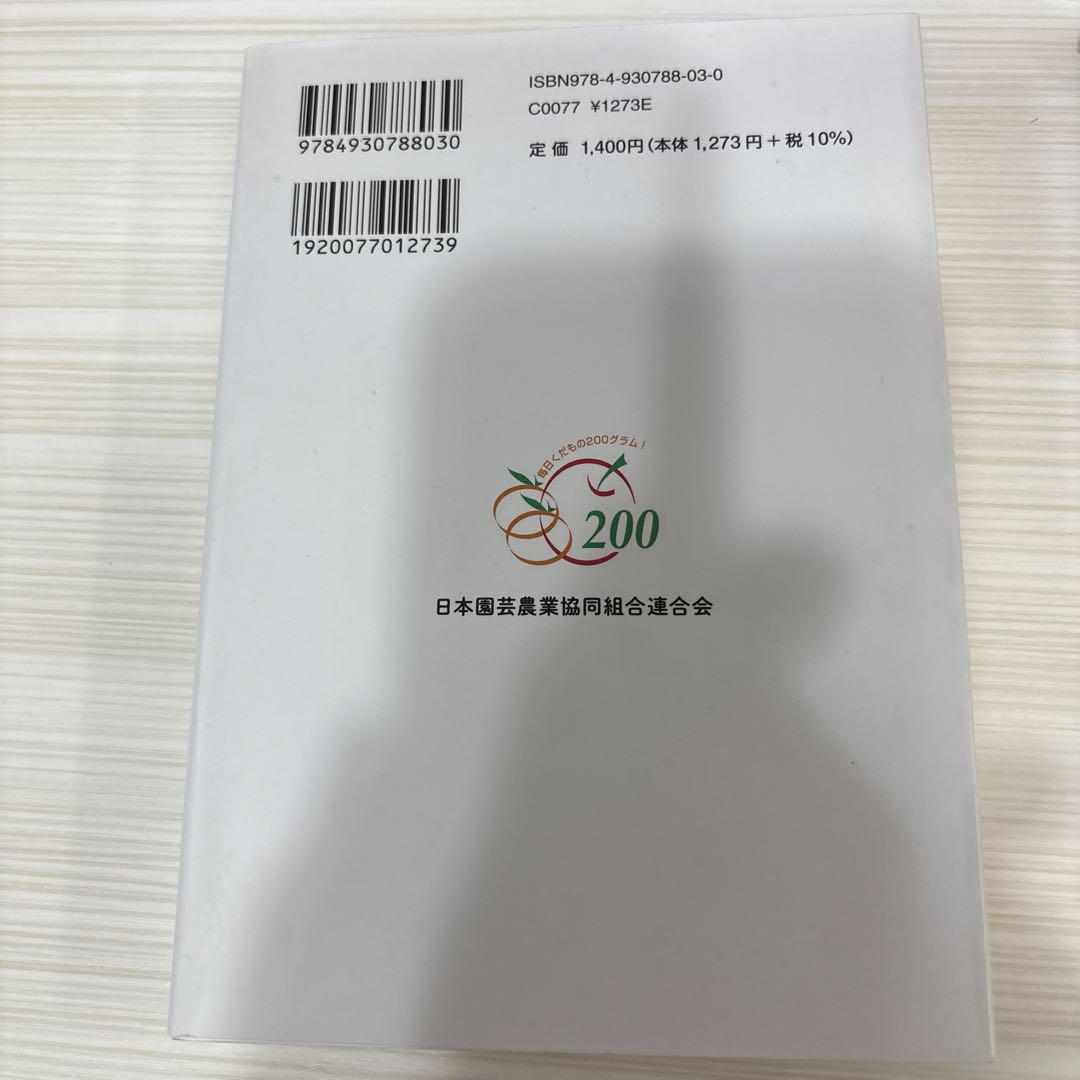 ISBN978-4-930788-03-0
C0077 ¥1273E
定価 1,400円(本体1,273円+税10%)
9784930788030
1920077012739
毎日くだもの200グラム!
200
日本園芸農業協同組合連合会